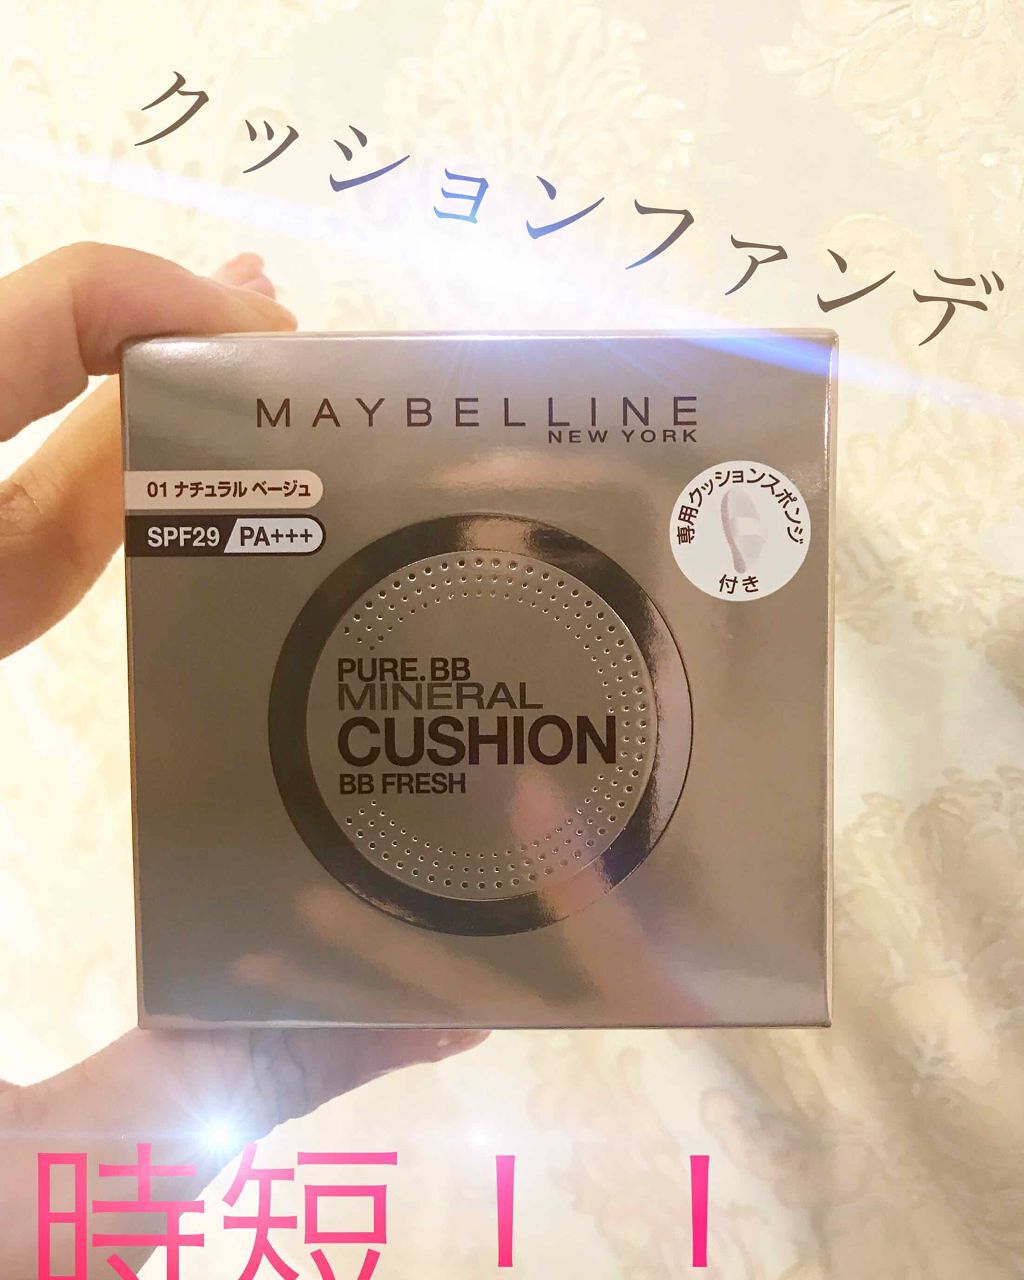 クッションファンデ
MAYBELLINE
NEW YORK
01 ナチュラル ベージュ
SPF29 PA+++
専用クッションスポンジ
付き
PURE.BB
MINERAL
CUSHION
BB FRESH
時短！！